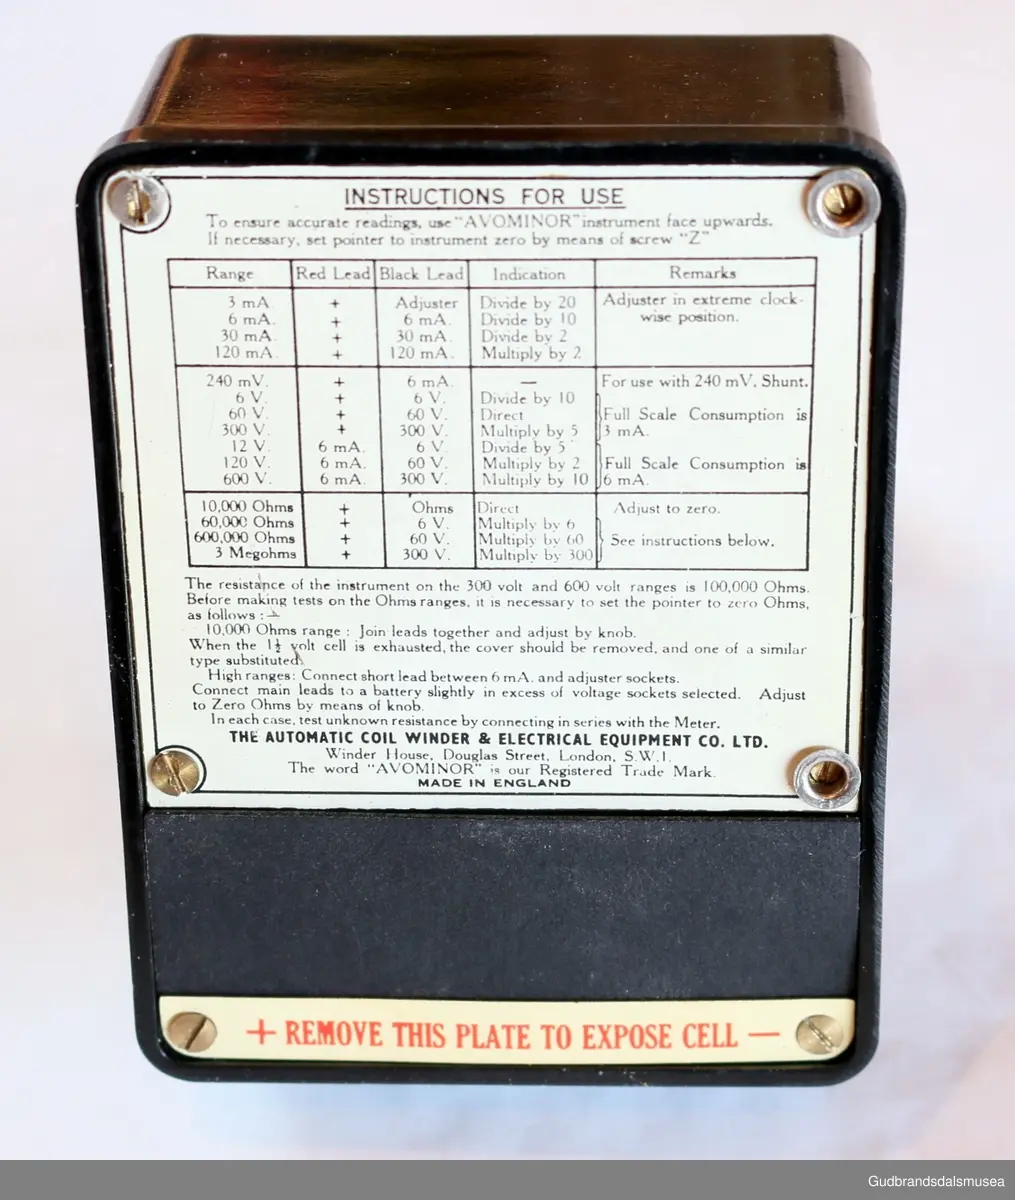 INSTRUCTIONS FOR USE
To ensure accurate readings, use "AVOMINOR" instrument face upwards.
If necessary, set pointer to instrument zero by means of screw "Z"
Range Red Lead Black Lead Indication Remarks
3 mA. + Adjuster Divide by 20 Adjuster in extreme clock-
6 mA. + 6 mA. Divide by 10 wise position.
30 mA. + 30 mA. Divide by 2
120 mA. + 120 mA. Multiply by 2
240 mV. + 6 mA. — For use with 240 mV. Shunt.
6 V. + 6 V. Divide by 10
60 V. + 60 V. Direct Full Scale Consumption is
300 V. + 300 V. Multiply by 5 3 mA.
12 V. 6 mA. 6 V. Divide by 5
120 V. 6 mA. 60 V. Multiply by 2 Full Scale Consumption is
600 V. 6 mA. 300 V. Multiply by 10 6 mA.
10,000 Ohms + Ohms Direct Adjust to zero.
60,000 Ohms + 6 V. Multiply by 6
600,000 Ohms + 60 V. Multiply by 60 See instructions below.
3 Megohms + 300 V. Multiply by 300
The resistance of the instrument on the 300 volt and 600 volt ranges is 100,000 Ohms.
Before making tests on the Ohms ranges, it is necessary to set the pointer to zero Ohms,
as follows :—
10,000 Ohms range : Join leads together and adjust by knob.
When the 1½ volt cell is exhausted, the cover should be removed, and one of a similar
type substituted.
High ranges: Connect short lead between 6 mA. and adjuster sockets.
Connect main leads to a battery slightly in excess of voltage sockets selected. Adjust
to Zero Ohms by means of knob.
In each case, test unknown resistance by connecting in series with the Meter.
THE AUTOMATIC COIL WINDER & ELECTRICAL EQUIPMENT CO. LTD.
Winder House, Douglas Street, London, S.W.1.
The word "AVOMINOR" is our Registered Trade Mark.
MADE IN ENGLAND
+ REMOVE THIS PLATE TO EXPOSE CELL —
Gudbrandsdalsmusea